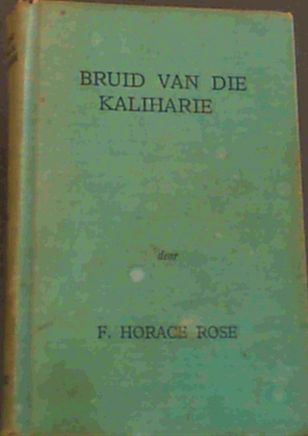 BRUID VAN DIE
KALIHARIE
deur
F. HORACE ROSE